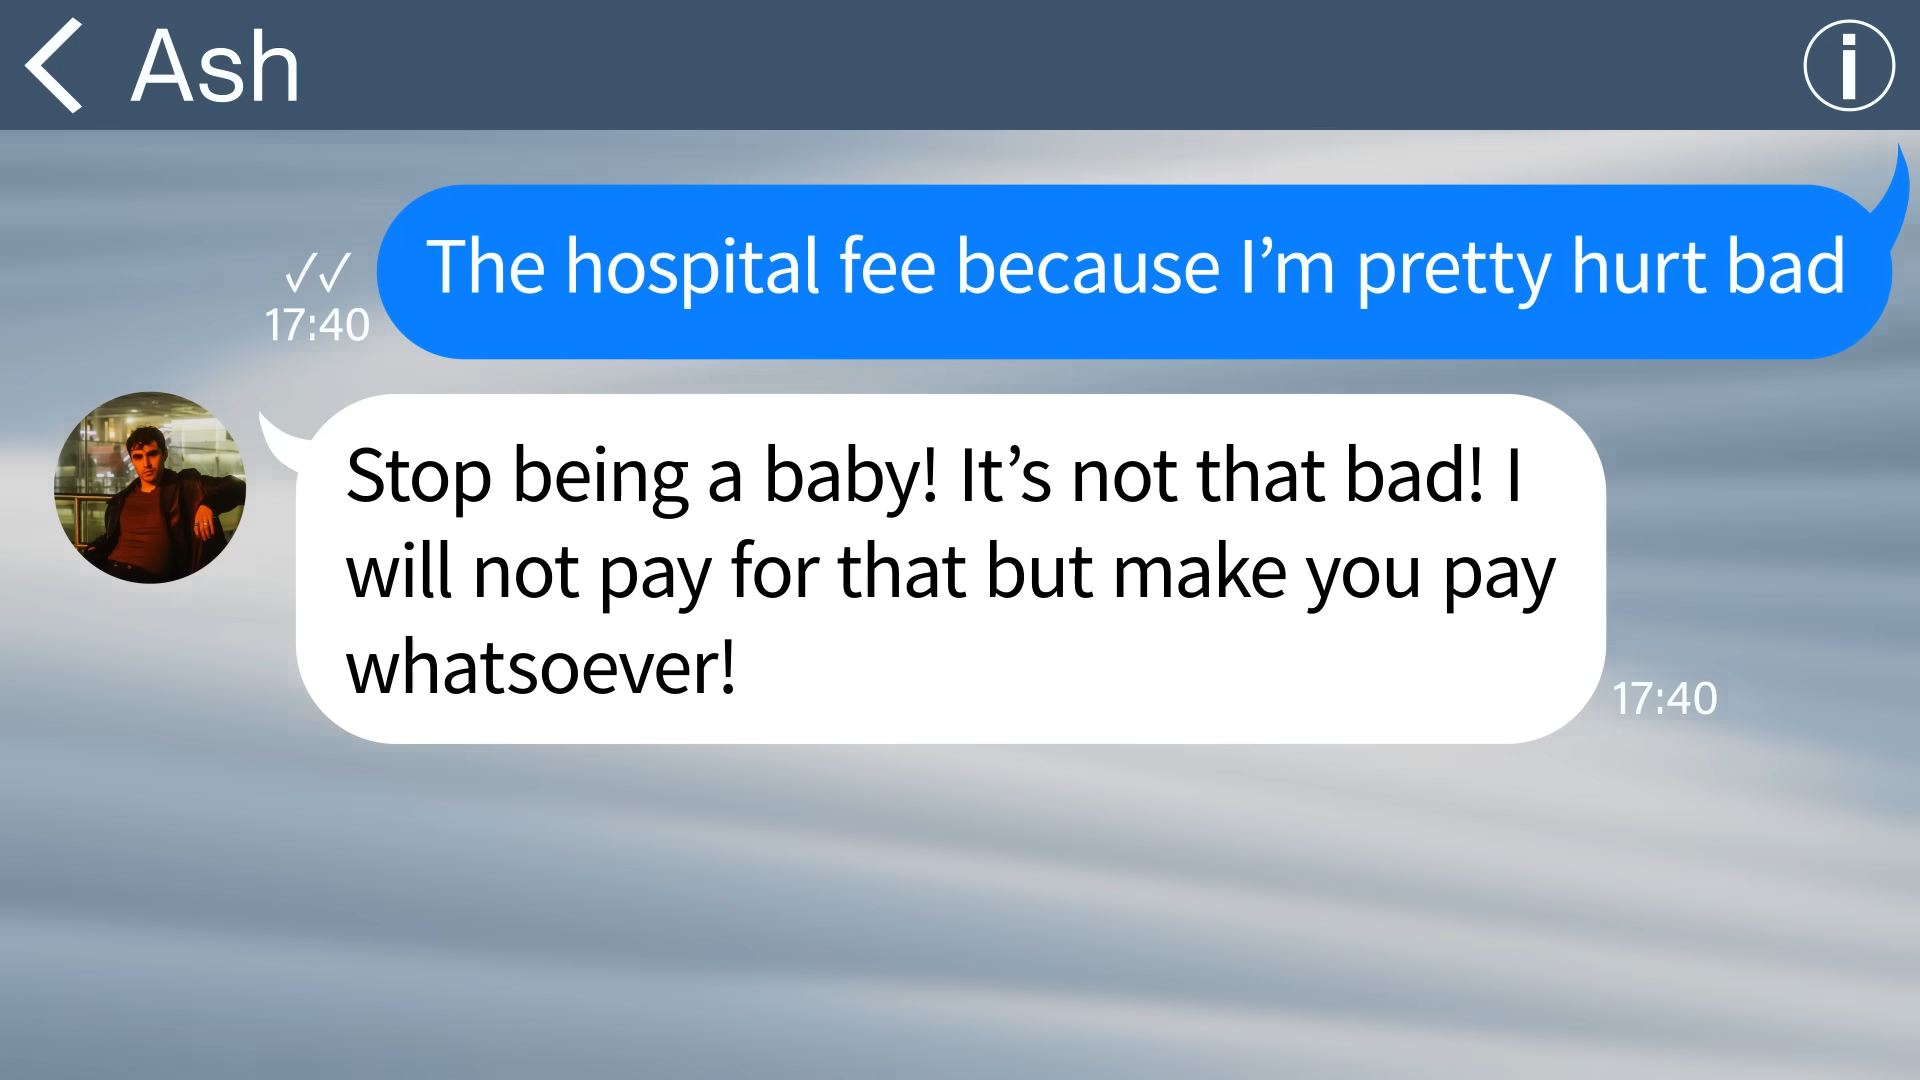 Ash
The hospital fee because I’m pretty hurt bad
✓✓
17:40
Stop being a baby! It’s not that bad! I
will not pay for that but make you pay
whatsoever!
17:40